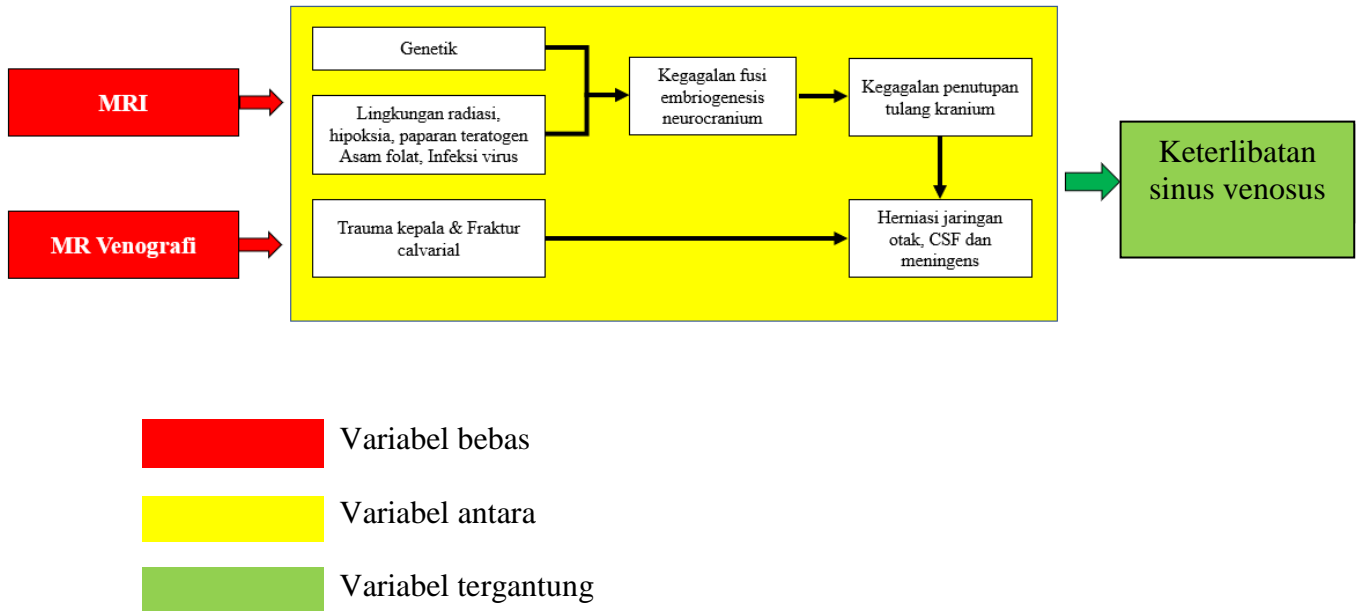 MRI
MR Venografi
Genetik
Lingkungan radiasi,
hipoksia, paparan teratogen
Asam folat, Infeksi virus
Trauma kepala & Fraktur
calvarial
Kegagalan fusi
embriogenesis
neurocranium
Kegagalan penutupan
tulang kranium
Herniasi jaringan
otak, CSF dan
meningens
Keterlibatan
sinus venosus
Variabel bebas
Variabel antara
Variabel tergantung